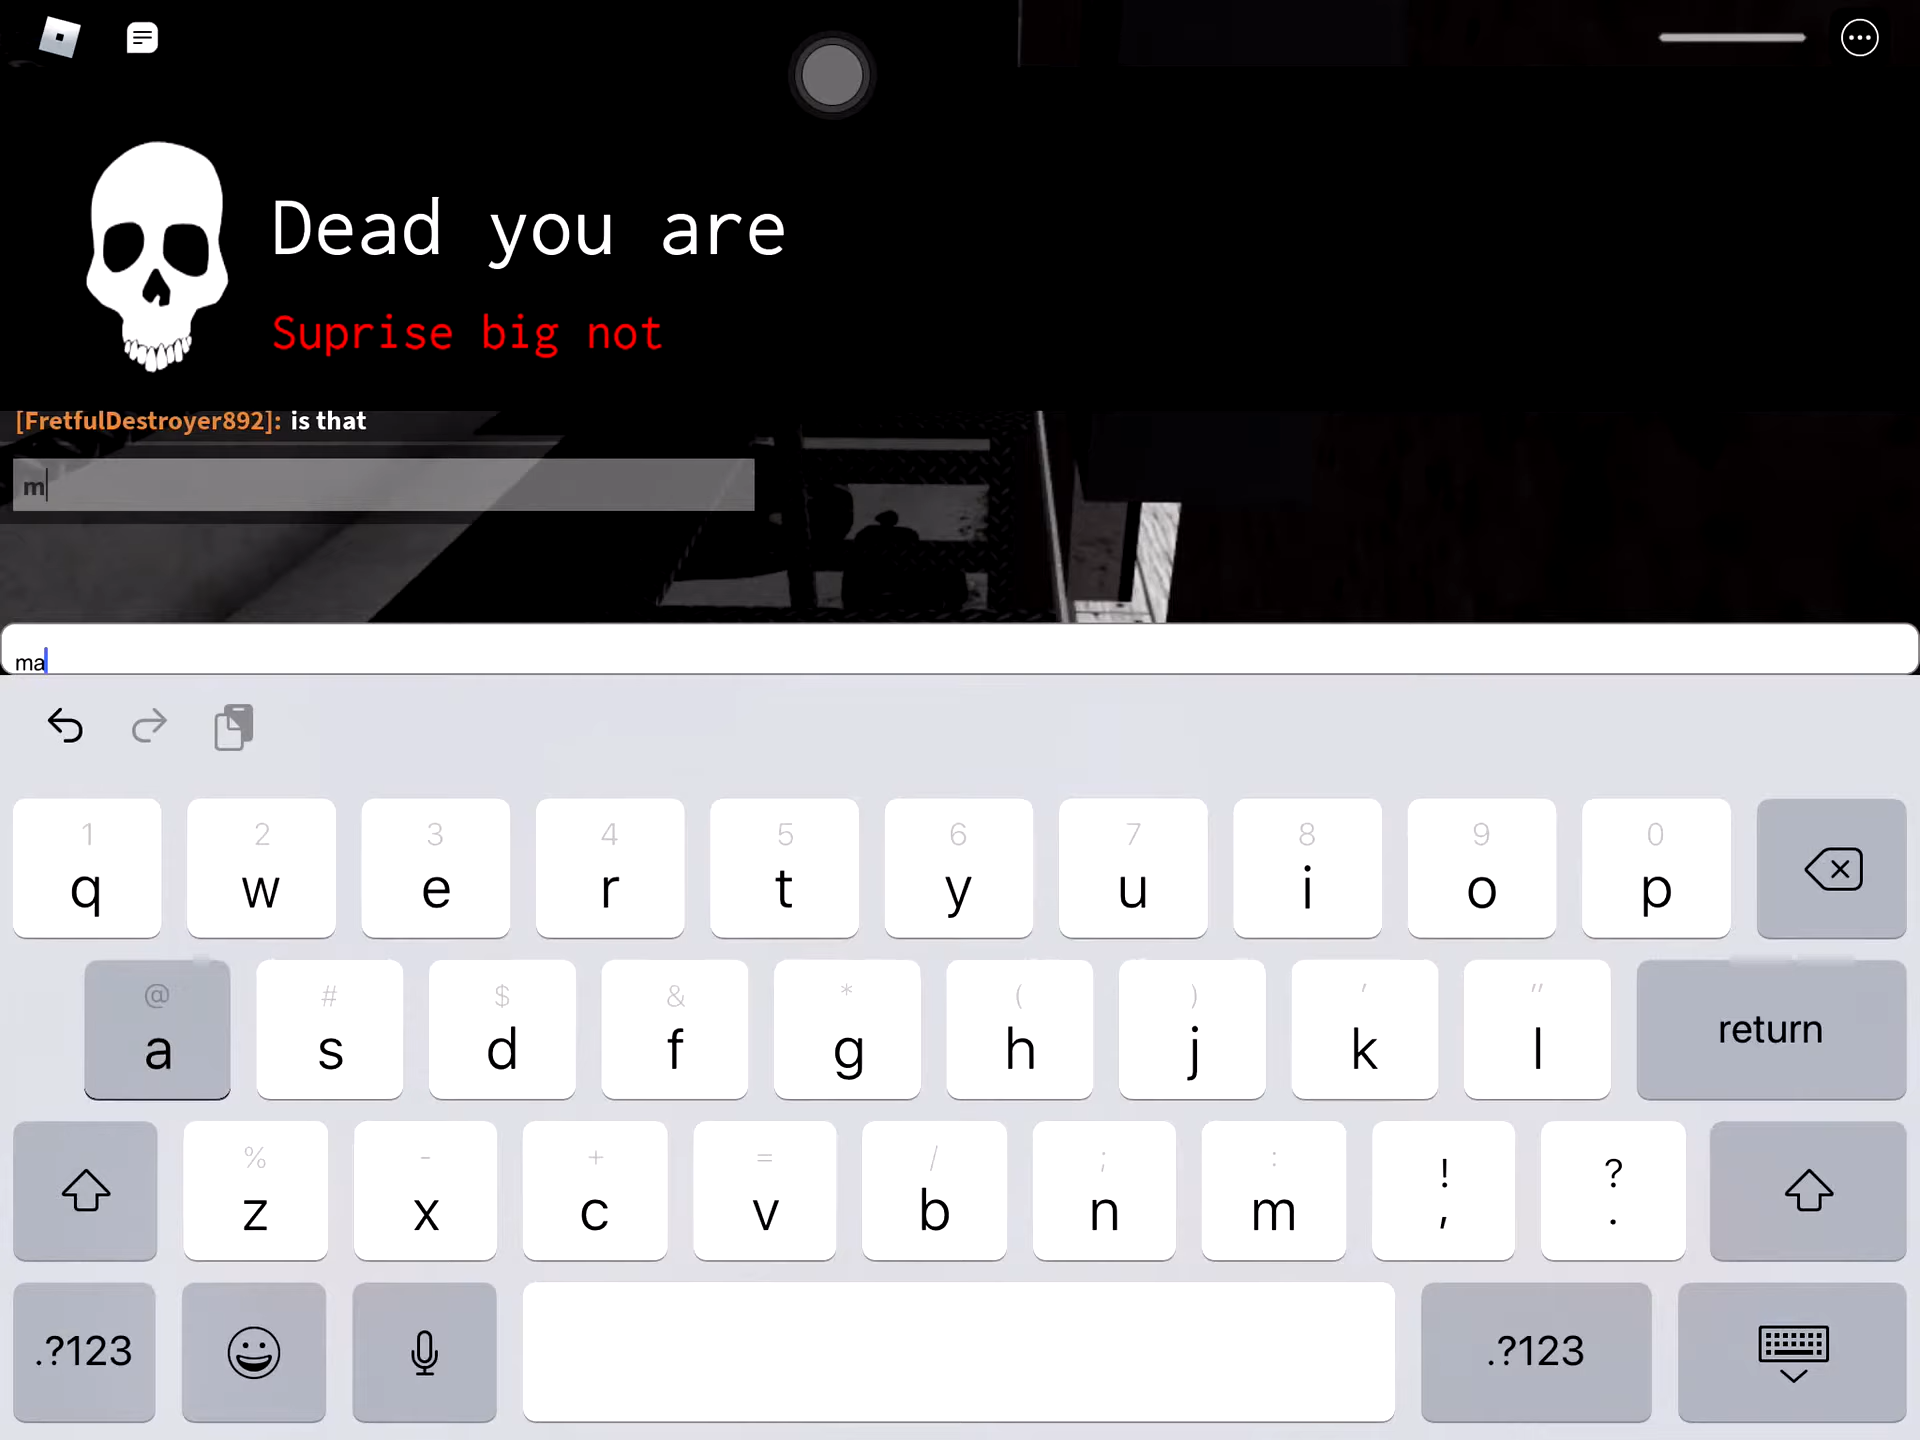 Dead you are
Suprise big not
[FretfulDestroyer892]: is that
m
ma
1 2 3 4 5 6 7 8 9 0
q w e r t y u i o p
@ # $ & * ( ) ' "
a s d f g h j k l return
% - + = / ; : ! ?
z x c v b n m , .
.?123 .?123